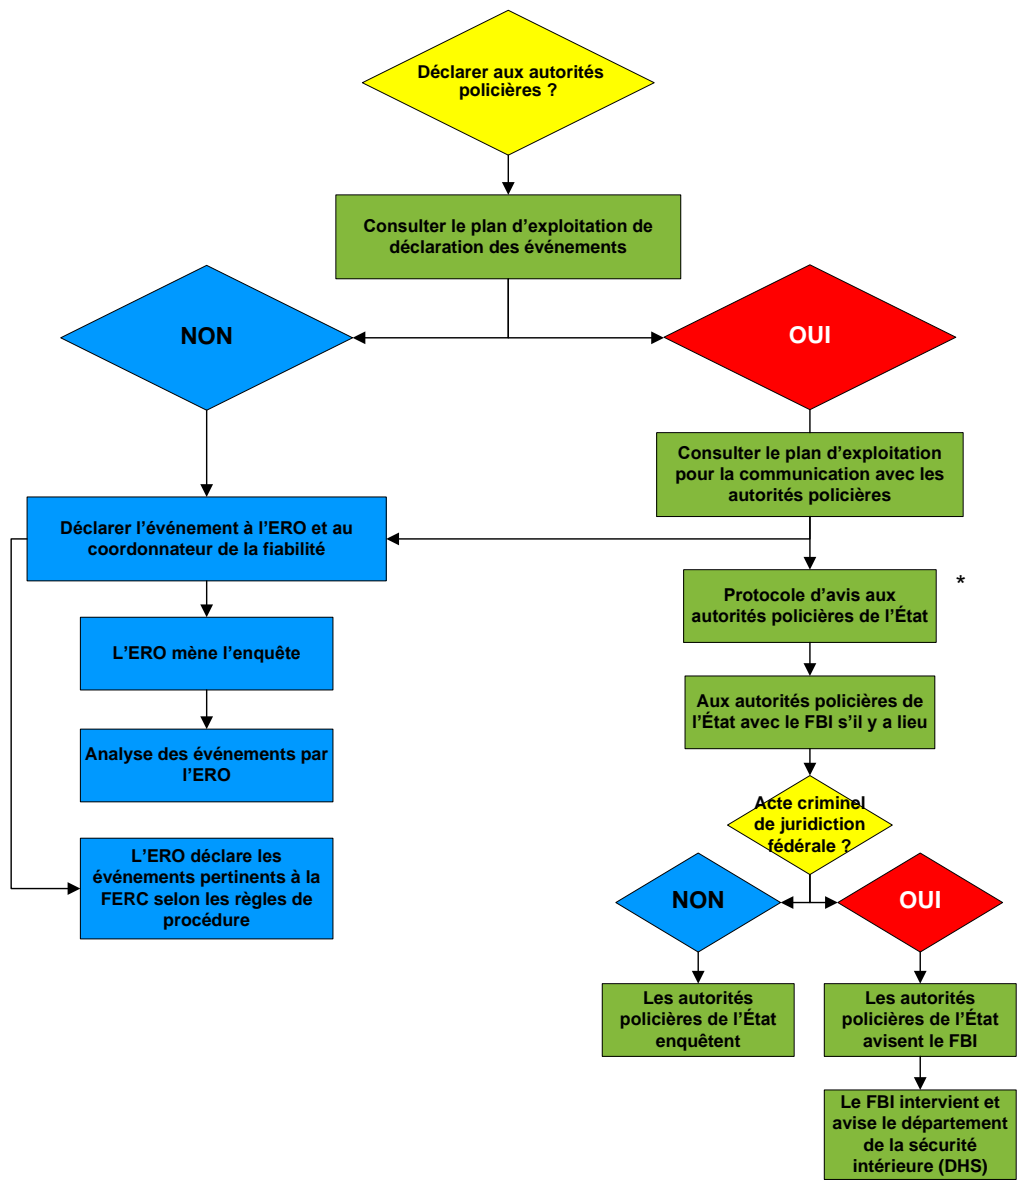 Déclarer aux autorités
policières ?
Consulter le plan d’exploitation de
déclaration des événements
NON
OUI
Consulter le plan d’exploitation
pour la communication avec les
autorités policières
Déclarer l’événement à l’ERO et au
coordonnateur de la fiabilité
Protocole d’avis aux
autorités policières de l’État
*
L’ERO mène l’enquête
Aux autorités policières de
l’État avec le FBI s’il y a lieu
Analyse des événements par
l’ERO
Acte criminel
de juridiction
fédérale ?
L’ERO déclare les
événements pertinents à la
FERC selon les règles de
procédure
NON
OUI
Les autorités
policières de l’État
enquêtent
Les autorités
policières de l’État
avisent le FBI
Le FBI intervient et
avise le département
de la sécurité
intérieure (DHS)